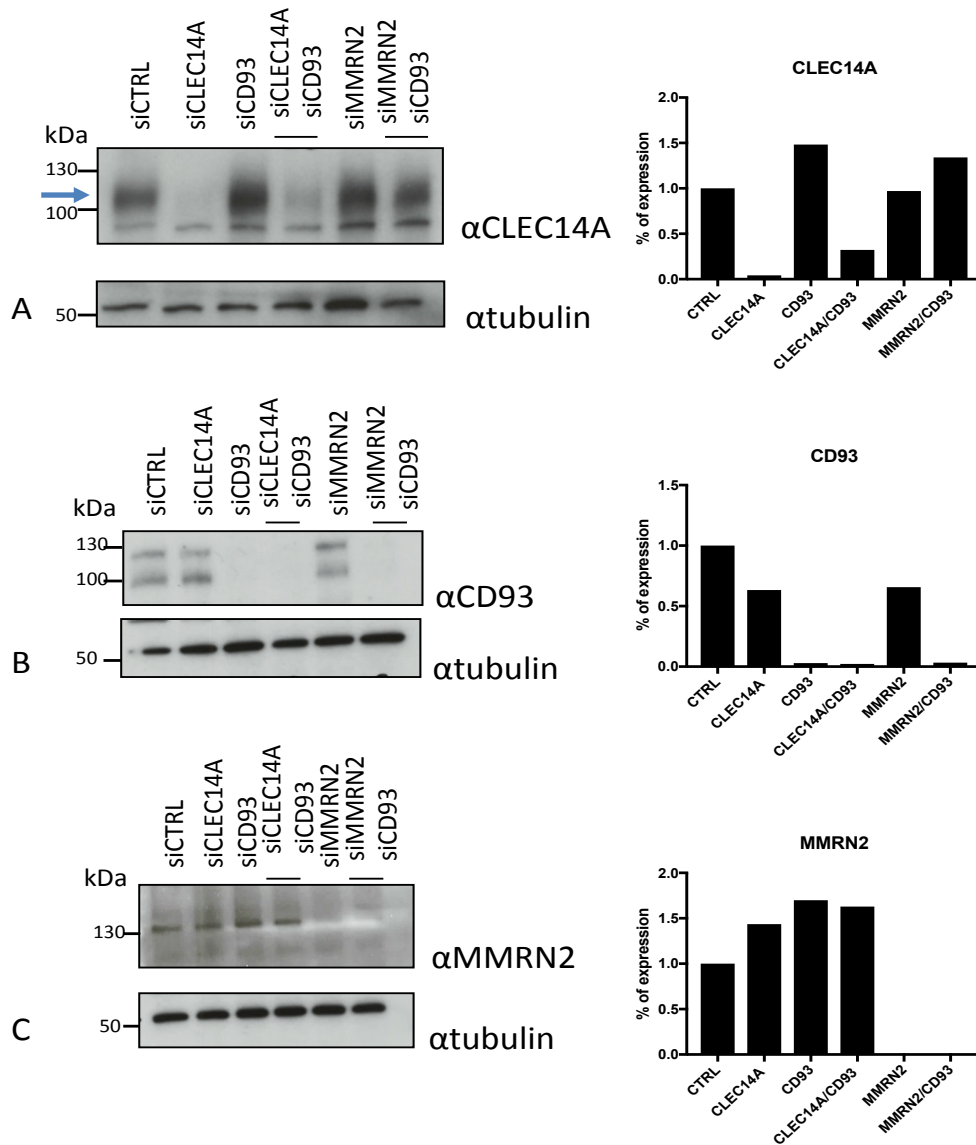 siCTRL
siCLEC14A
siCD93
siCLEC14A
siCD93
siMMRN2
siMMRN2
siCD93
kDa
130
100
αCLEC14A
50
αtubulin
A
CLEC14A
% of expression
2.0
1.5
1.0
0.5
0.0
CTRL
CLEC14A
CD93
CLEC14A/CD93
MMRN2
MMRN2/CD93
siCTRL
siCLEC14A
siCD93
siCLEC14A
siCD93
siMMRN2
siMMRN2
siCD93
kDa
130
100
αCD93
50
αtubulin
B
CD93
% of expression
1.5
1.0
0.5
0.0
CTRL
CLEC14A
CD93
CLEC14A/CD93
MMRN2
MMRN2/CD93
siCTRL
siCLEC14A
siCD93
siCLEC14A
siCD93
siMMRN2
siMMRN2
siCD93
kDa
130
αMMRN2
50
αtubulin
C
MMRN2
% of expression
2.0
1.5
1.0
0.5
0.0
CTRL
CLEC14A
CD93
CLEC14A/CD93
MMRN2
MMRN2/CD93